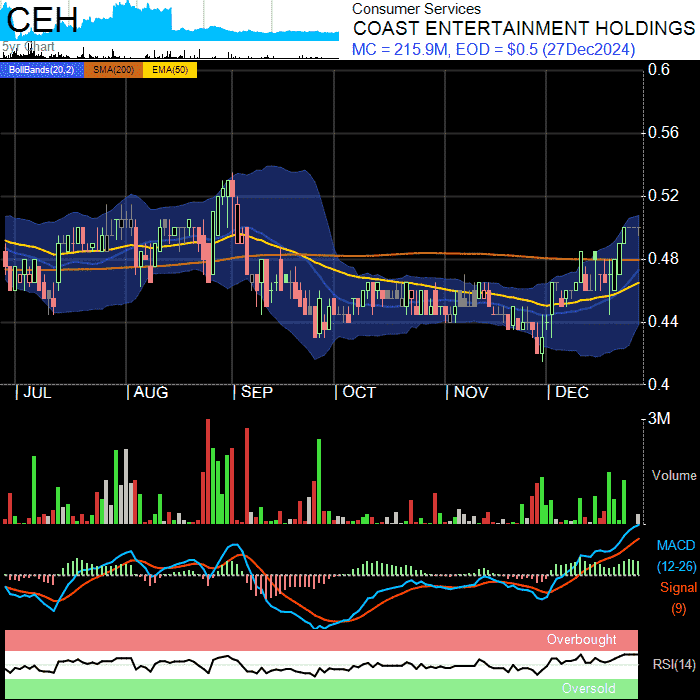 CEH
5yr Chart
Consumer Services
COAST ENTERTAINMENT HOLDINGS
MC = 215.9M, EOD = $0.5 (27Dec2024)
BollBands(20,2) SMA(200) EMA(50)
0.6
0.56
0.52
0.48
0.44
0.4
JUL AUG SEP OCT NOV DEC
3M
Volume
MACD
(12-26)
Signal
(9)
Overbought
RSI(14)
Oversold